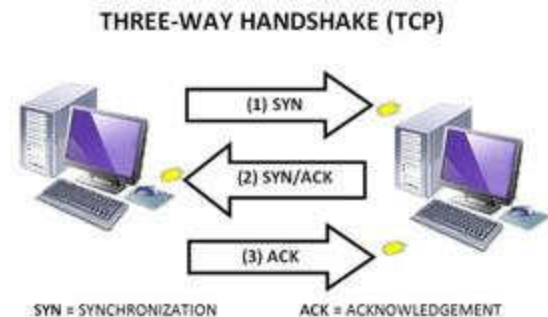 THREE-WAY HANDSHAKE (TCP)
(1) SYN
(2) SYN/ACK
(3) ACK
SYN = SYNCHRONIZATION ACK = ACKNOWLEDGEMENT